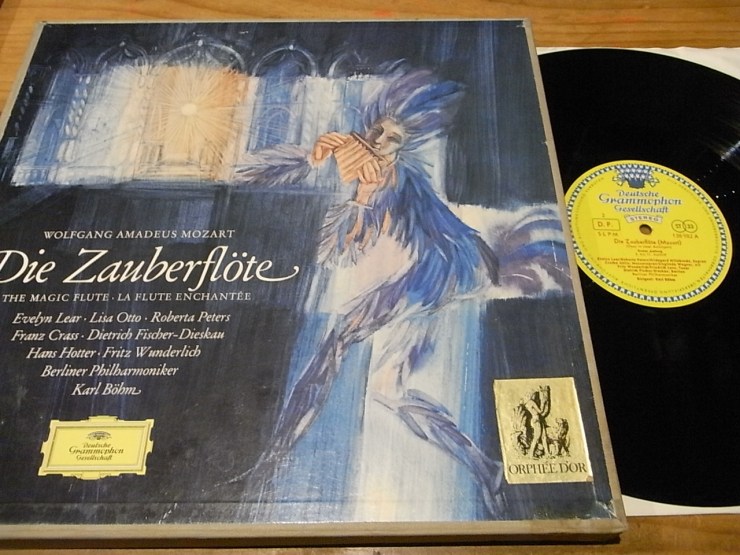 WOLFGANG AMADEUS MOZART
Die Zauberflöte
THE MAGIC FLUTE · LA FLUTE ENCHANTÉE
Evelyn Lear · Lisa Otto · Roberta Peters
Franz Crass · Dietrich Fischer-Dieskau
Hans Hotter · Fritz Wunderlich
Berliner Philharmoniker
Karl Böhm
Deutsche
Grammophon
Gesellschaft
ORPHÉE D'OR
Deutsche
Grammophon
Gesellschaft
STEREO
D.P.
33
Die Zauberflöte (Mozart)